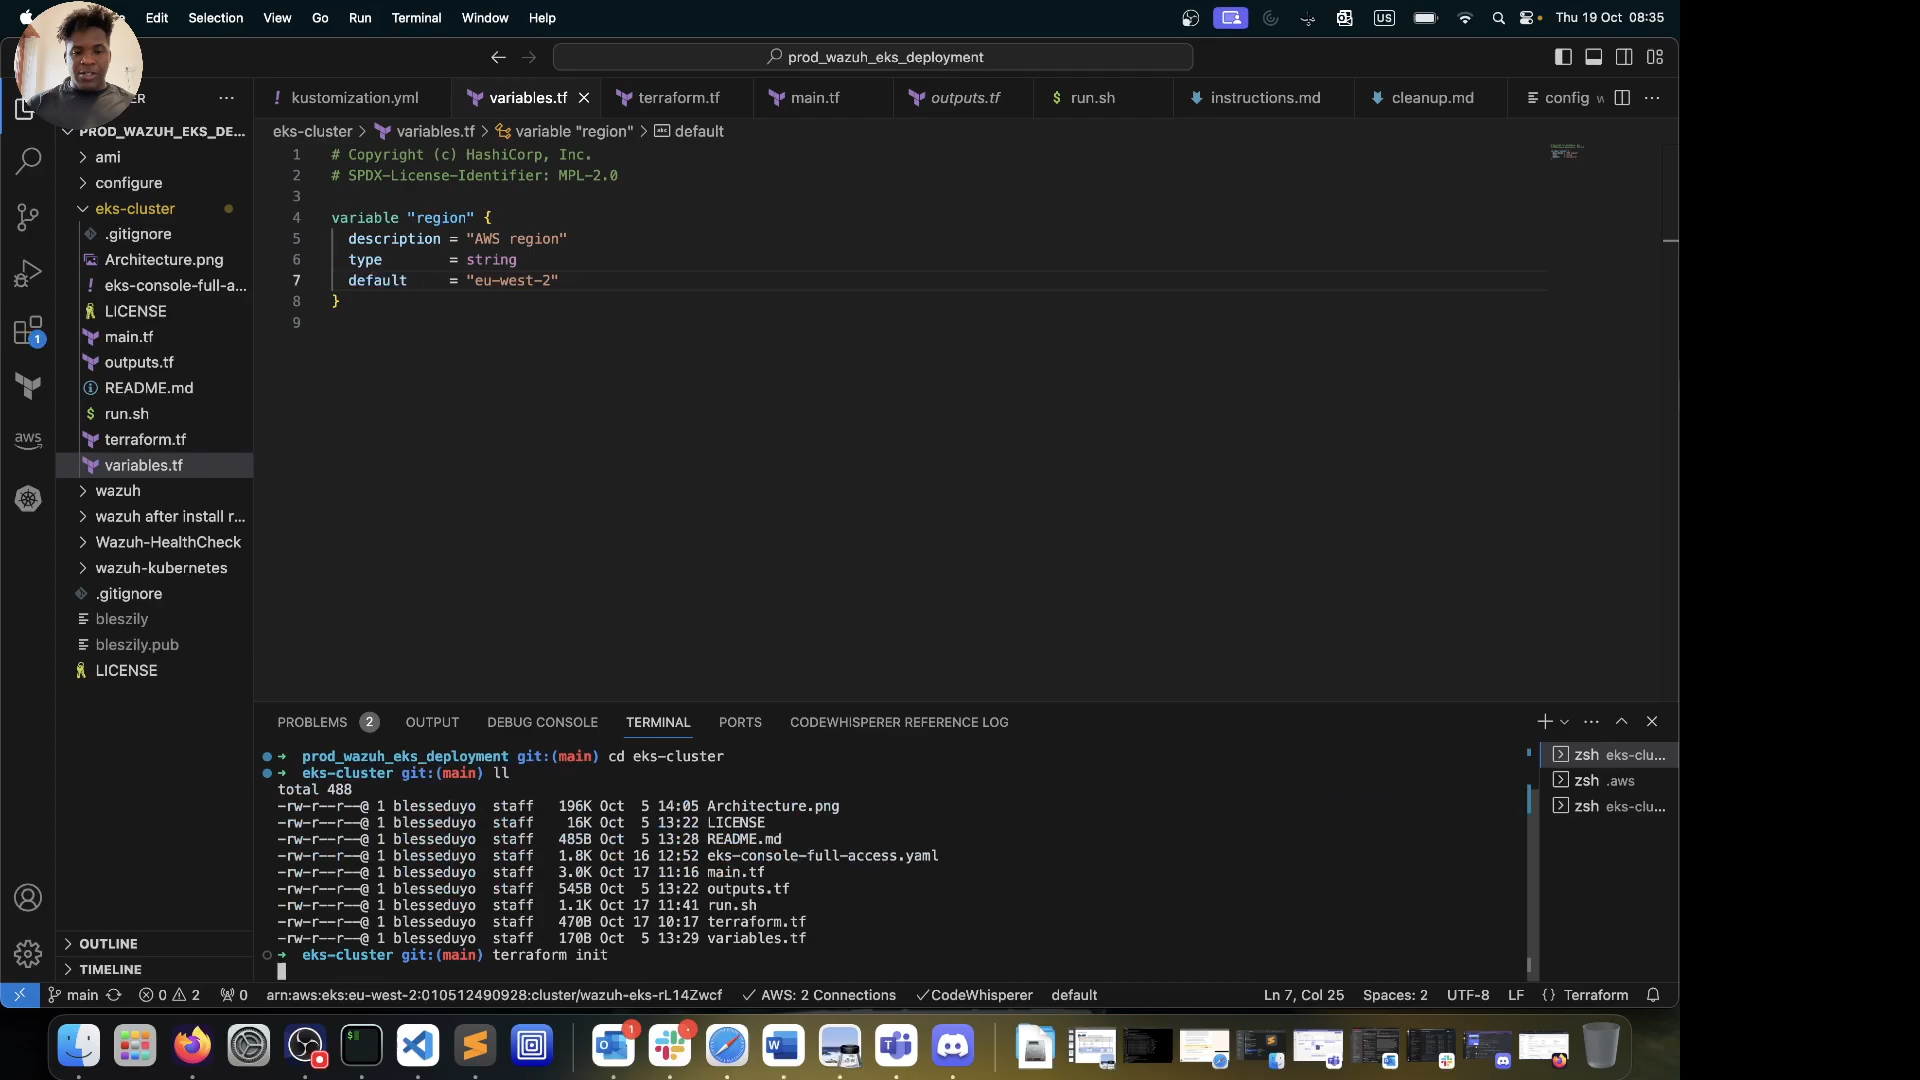 Edit Selection View Go Run Terminal Window Help
US
Thu 19 Oct 08:35
prod_wazuh_eks_deployment
kustomization.yml
variables.tf
terraform.tf
main.tf
outputs.tf
run.sh
instructions.md
cleanup.md
config
PROD_WAZUH_EKS_DE...
ami
configure
eks-cluster
.gitignore
Architecture.png
eks-console-full-a...
LICENSE
main.tf
outputs.tf
README.md
run.sh
terraform.tf
variables.tf
wazuh
wazuh after install r...
Wazuh-HealthCheck
wazuh-kubernetes
.gitignore
bleszily
bleszily.pub
LICENSE
OUTLINE
TIMELINE
1
aws
eks-cluster > variables.tf > variable "region" > default
1 # Copyright (c) HashiCorp, Inc.
2 # SPDX-License-Identifier: MPL-2.0
3
4 variable "region" {
5 description = "AWS region"
6 type = string
7 default = "eu-west-2"
8 }
9
PROBLEMS 2 OUTPUT DEBUG CONSOLE TERMINAL PORTS CODEWHISPERER REFERENCE LOG
➜ prod_wazuh_eks_deployment git:(main) cd eks-cluster
➜ eks-cluster git:(main) ll
total 488
-rw-r--r--@ 1 blesseduyo staff 196K Oct 5 14:05 Architecture.png
-rw-r--r--@ 1 blesseduyo staff 16K Oct 5 13:22 LICENSE
-rw-r--r--@ 1 blesseduyo staff 485B Oct 5 13:28 README.md
-rw-r--r--@ 1 blesseduyo staff 1.8K Oct 16 12:52 eks-console-full-access.yaml
-rw-r--r--@ 1 blesseduyo staff 3.0K Oct 17 11:16 main.tf
-rw-r--r--@ 1 blesseduyo staff 545B Oct 5 13:22 outputs.tf
-rw-r--r--@ 1 blesseduyo staff 1.1K Oct 17 11:41 run.sh
-rw-r--r--@ 1 blesseduyo staff 470B Oct 17 10:17 terraform.tf
-rw-r--r--@ 1 blesseduyo staff 170B Oct 5 13:29 variables.tf
➜ eks-cluster git:(main) terraform init
zsh eks-clu...
zsh .aws
zsh eks-clu...
main 0 2 0 arn:aws:eks:eu-west-2:010512490928:cluster/wazuh-eks-rL14Zwcf AWS: 2 Connections CodeWhisperer default
Ln 7, Col 25 Spaces: 2 UTF-8 LF {} Terraform
1